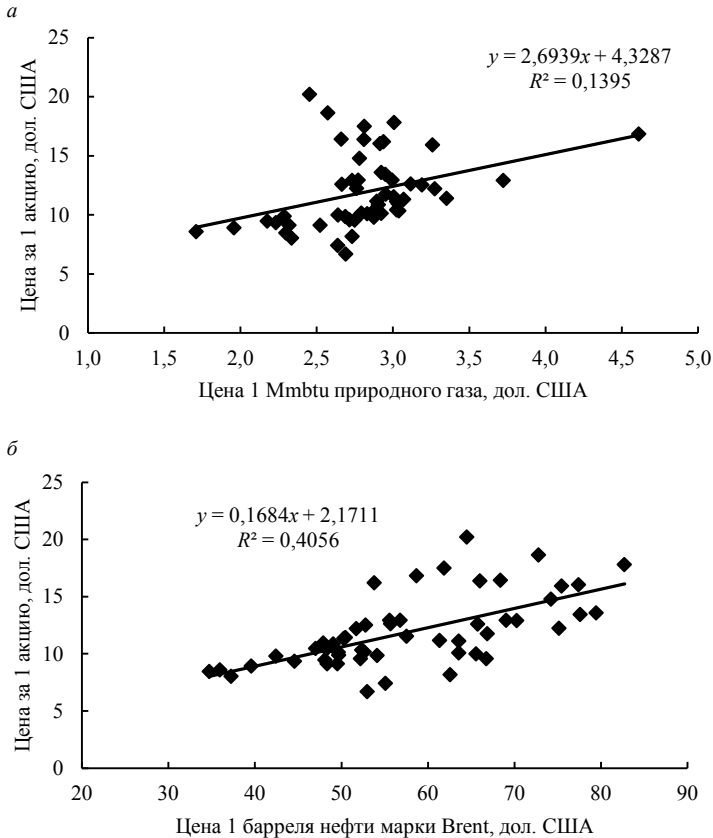 а
Цена за 1 акцию, дол. США
25
20
15
10
5
0
y = 2,6939x + 4,3287
R² = 0,1395
1,0 1,5 2,0 2,5 3,0 3,5 4,0 4,5 5,0
Цена 1 Mmbtu природного газа, дол. США
б
Цена за 1 акцию, дол. США
25
20
15
10
5
0
y = 0,1684x + 2,1711
R² = 0,4056
20 30 40 50 60 70 80 90
Цена 1 барреля нефти марки Brent, дол. США